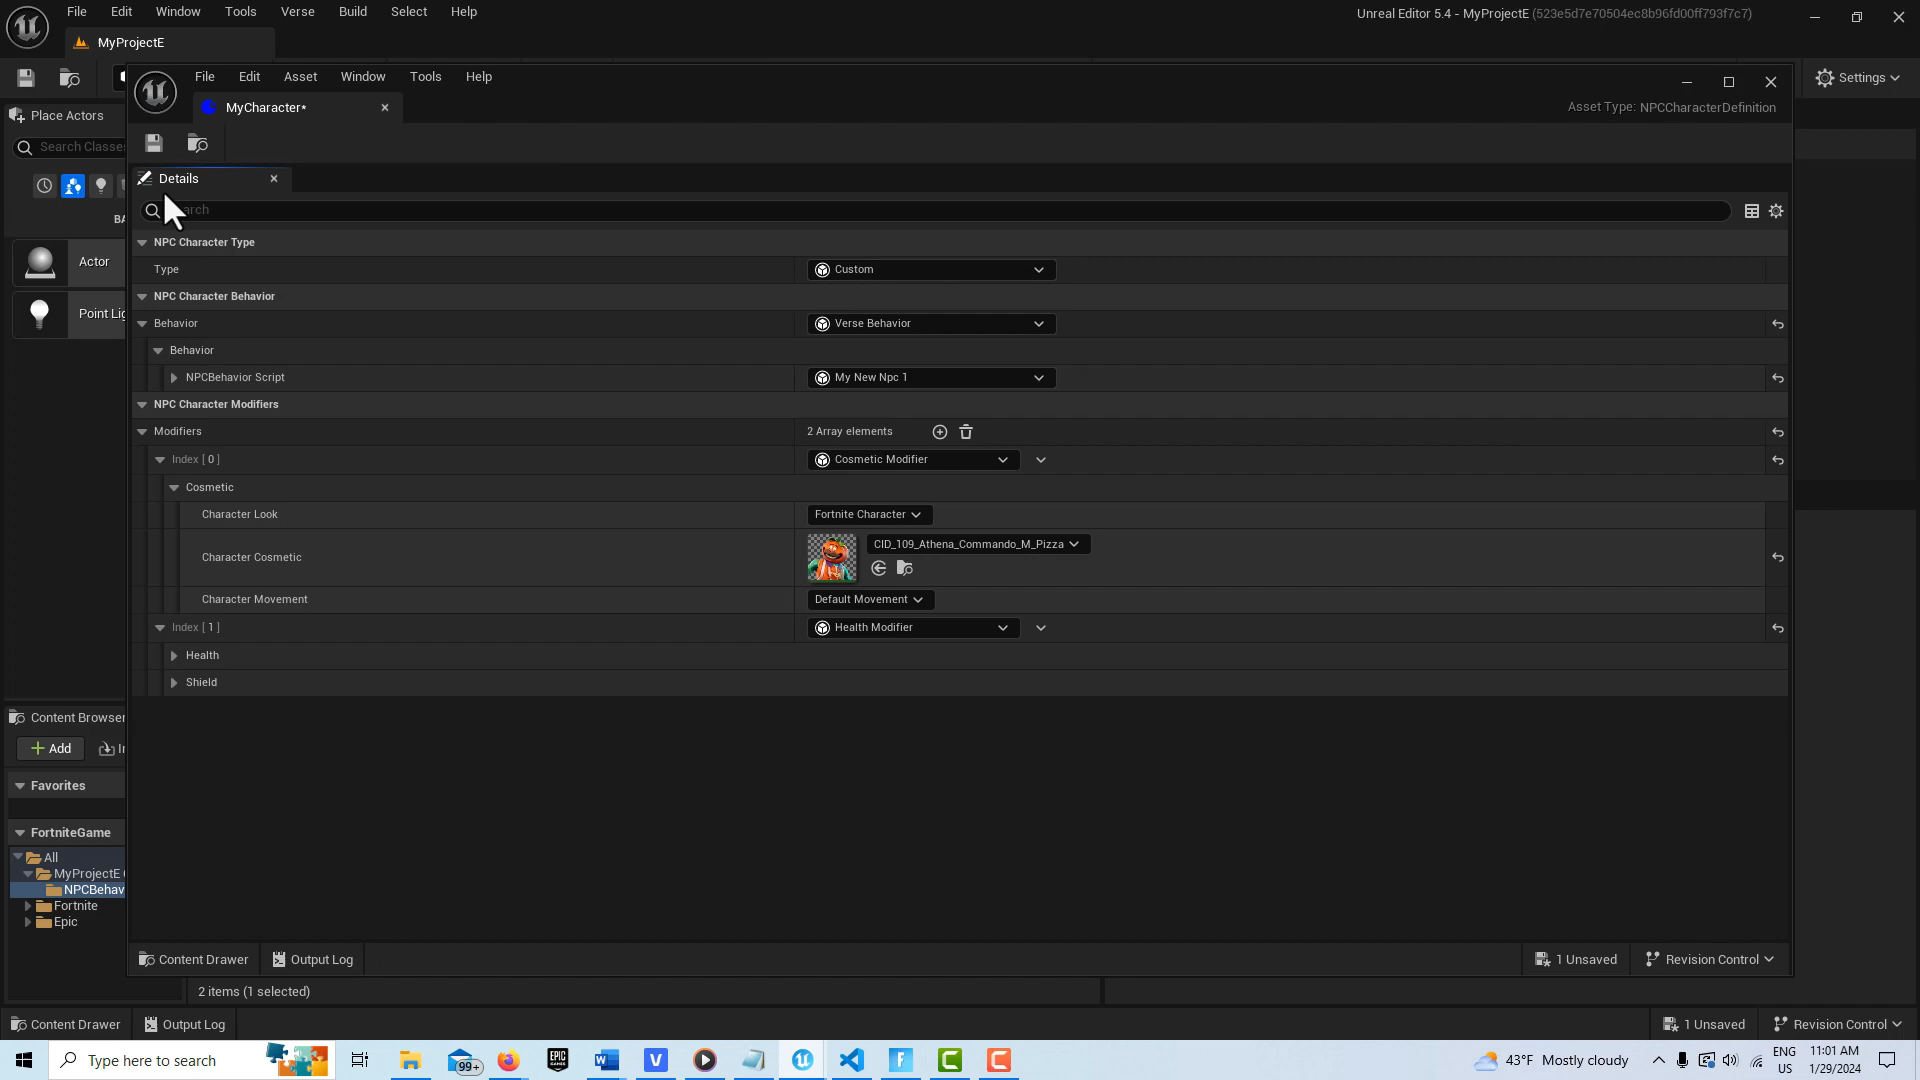 File Edit Window Tools Verse Build Select Help
Unreal Editor 5.4 - MyProjectE (523e5d7e70504ec8b96fd00ff793f7c7)
MyProjectE
File Edit Asset Window Tools Help
Settings
MyCharacter*
Asset Type: NPCCharacterDefinition
Place Actors
Search Classe
Details
arch
BA
NPC Character Type
Actor
Type Custom
NPC Character Behavior
Point Lig
Behavior Verse Behavior
Behavior
NPCBehavior Script My New Npc 1
NPC Character Modifiers
Modifiers 2 Array elements
Index [ 0 ] Cosmetic Modifier
Cosmetic
Character Look Fortnite Character
Character Cosmetic CID_109_Athena_Commando_M_Pizza
Character Movement Default Movement
Index [ 1 ] Health Modifier
Health
Shield
Content Browser
Add
Favorites
FortniteGame
All
MyProjectE
NPCBehav
Fortnite
Epic
Content Drawer Output Log 1 Unsaved Revision Control
2 items (1 selected)
Content Drawer Output Log 1 Unsaved Revision Control
Type here to search
99+
43°F Mostly cloudy
ENG
US
11:01 AM
1/29/2024